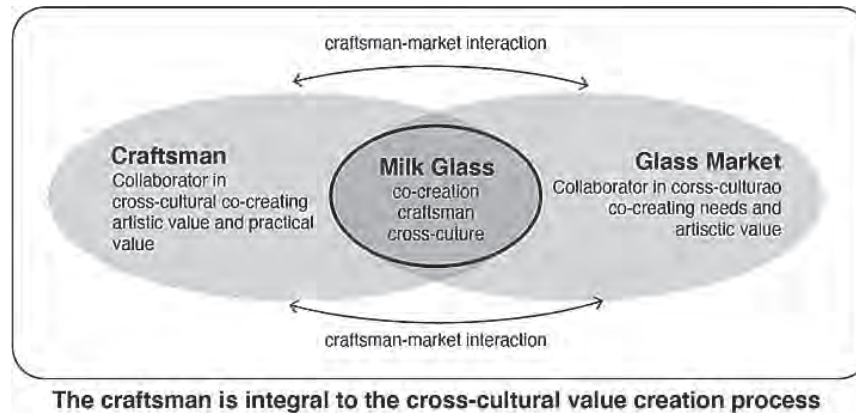 craftsman-market interaction
Craftsman
Collaborator in
cross-cultural co-creating
artistic value and practical
value
Milk Glass
co-creation
craftsman
cross-cuture
Glass Market
Collaborator in corss-culturao
co-creating needs and
artisctic value
craftsman-market interaction
The craftsman is integral to the cross-cultural value creation process